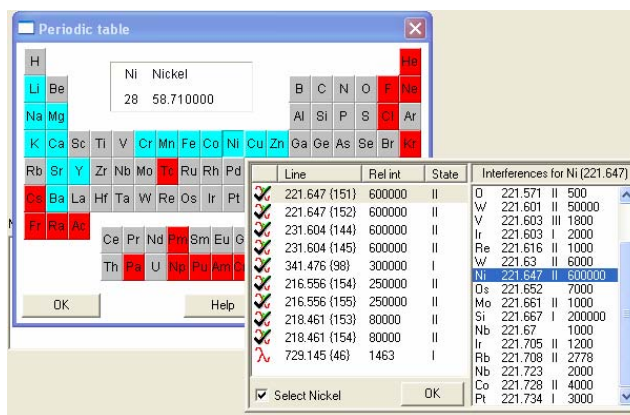 Periodic table
H He
Ni Nickel
28 58.710000
Li Be B C N O F Ne
Na Mg Al Si P S Cl Ar
K Ca Sc Ti V Cr Mn Fe Co Ni Cu Zn Ga Ge As Se Br Kr
Rb Sr Y Zr Nb Mo Tc Ru Rh Pd
Cs Ba La Hf Ta W Re Os Ir Pt
Fr Ra Ac
Ce Pr Nd Pm Sm Eu
Th Pa U Np Pu Am
OK Help
Line Rel int State
221.647 {151} 600000 II
221.647 {152} 600000 II
231.604 {144} 600000 II
231.604 {145} 600000 II
341.476 {98} 300000 I
216.556 {154} 250000 II
216.556 {155} 250000 II
218.461 {153} 80000 II
218.461 {154} 80000 II
729.145 {46} 1463 I
Select Nickel OK
Interferences for Ni (221.647)
O 221.571 II 500
W 221.601 II 50000
V 221.603 III 1800
Ir 221.603 I 2000
Re 221.616 II 1000
W 221.63 II 6000
Ni 221.647 II 600000
Os 221.652 7000
Mo 221.661 II 1000
Si 221.667 I 200000
Nb 221.67 1000
Ir 221.705 II 1200
Rb 221.708 II 2778
Nb 221.723 2000
Co 221.728 II 4000
Pt 221.734 I 3000